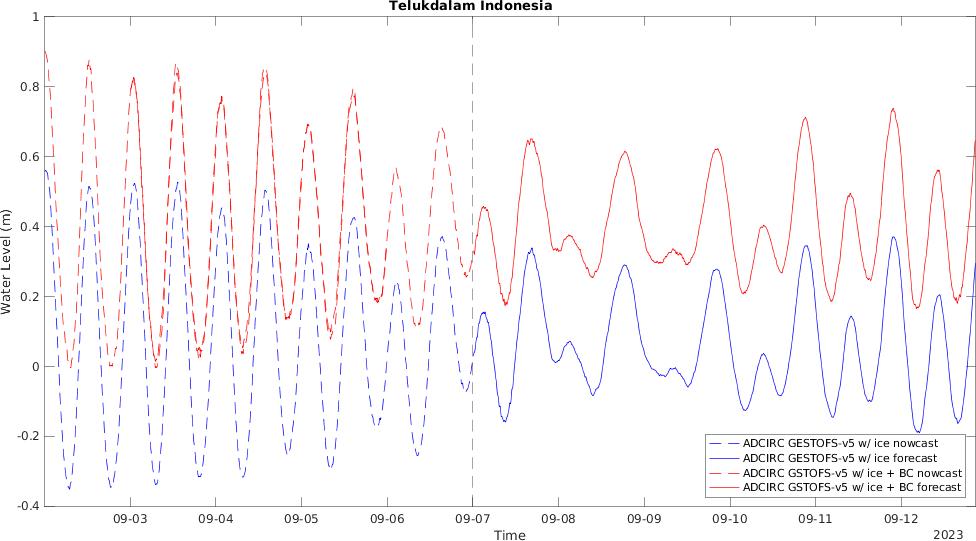 Telukdalam Indonesia
1
0.8
0.6
0.4
0.2
0
-0.2
-0.4
Water Level (m)
ADCIRC GESTOFS-v5 w/ ice nowcast
ADCIRC GESTOFS-v5 w/ ice forecast
ADCIRC GSTOFS-v5 w/ ice + BC nowcast
ADCIRC GSTOFS-v5 w/ ice + BC forecast
09-03 09-04 09-05 09-06 09-07 09-08 09-09 09-10 09-11 09-12
Time
2023